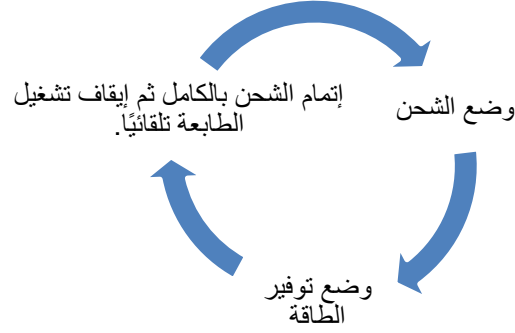 إتمام الشحن بالكامل ثم إيقاف تشغيل
الطابعة تلقائيًا.
وضع الشحن
وضع توفير
الطاقة